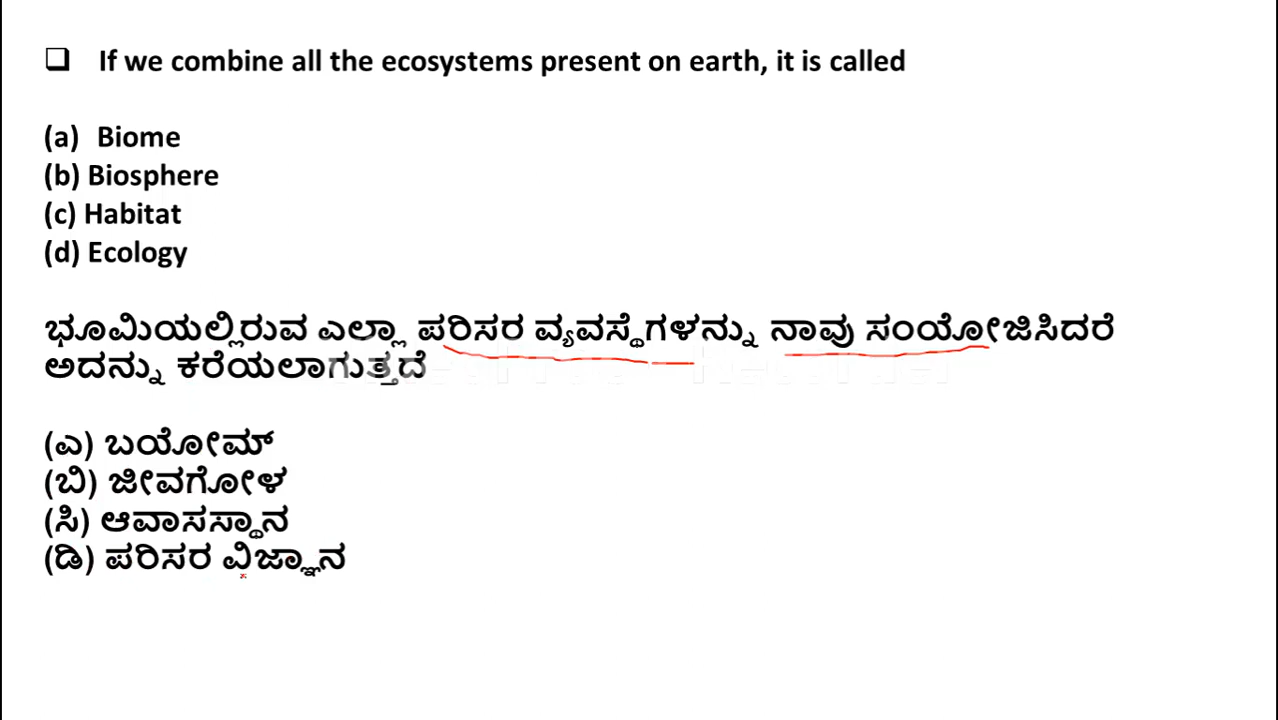 ❑ If we combine all the ecosystems present on earth, it is called
(a) Biome
(b) Biosphere
(c) Habitat
(d) Ecology
ಭೂಮಿಯಲ್ಲಿರುವ ಎಲ್ಲಾ ಪರಿಸರ ವ್ಯವಸ್ಥೆಗಳನ್ನು ನಾವು ಸಂಯೋಜಿಸಿದರೆ
ಅದನ್ನು ಕರೆಯಲಾಗುತ್ತದೆ
(ಎ) ಬಯೋಮ್
(ಬಿ) ಜೀವಗೋಳ
(ಸಿ) ಆವಾಸಸ್ಥಾನ
(ಡಿ) ಪರಿಸರ ವಿಜ್ಞಾನ